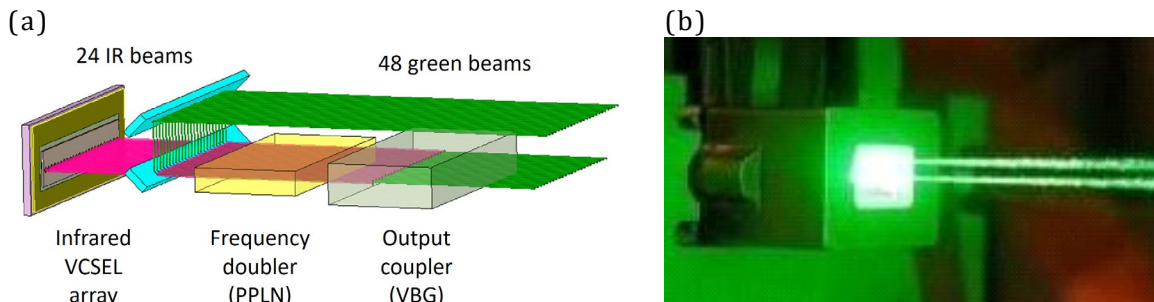 (a)
(b)
24 IR beams
48 green beams
Infrared
VCSEL
array
Frequency
doubler
(PPLN)
Output
coupler
(VBG)